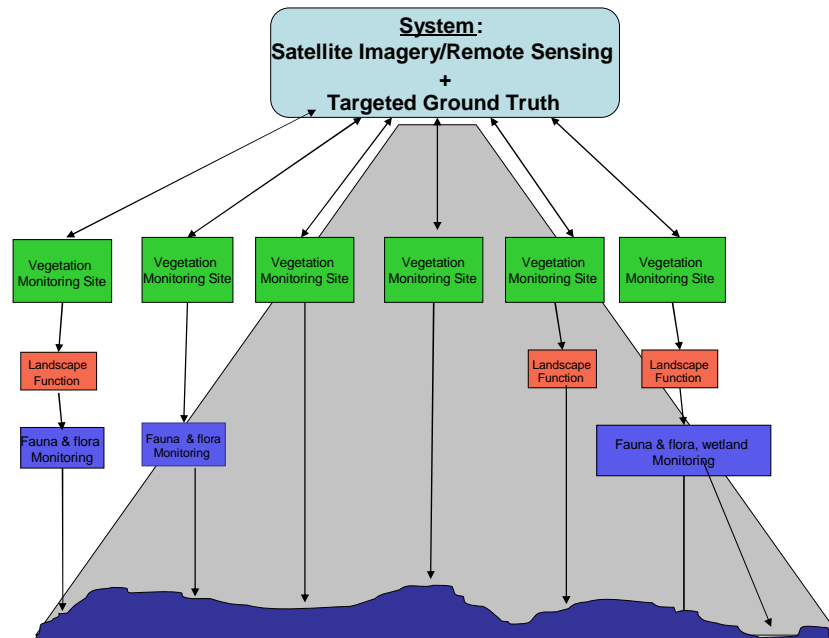 System:
Satellite Imagery/Remote Sensing
+
Targeted Ground Truth
Vegetation
Monitoring Site
Vegetation
Monitoring Site
Vegetation
Monitoring Site
Vegetation
Monitoring Site
Vegetation
Monitoring Site
Vegetation
Monitoring Site
Landscape
Function
Landscape
Function
Landscape
Function
Fauna & flora
Monitoring
Fauna & flora
Monitoring
Fauna & flora, wetland
Monitoring